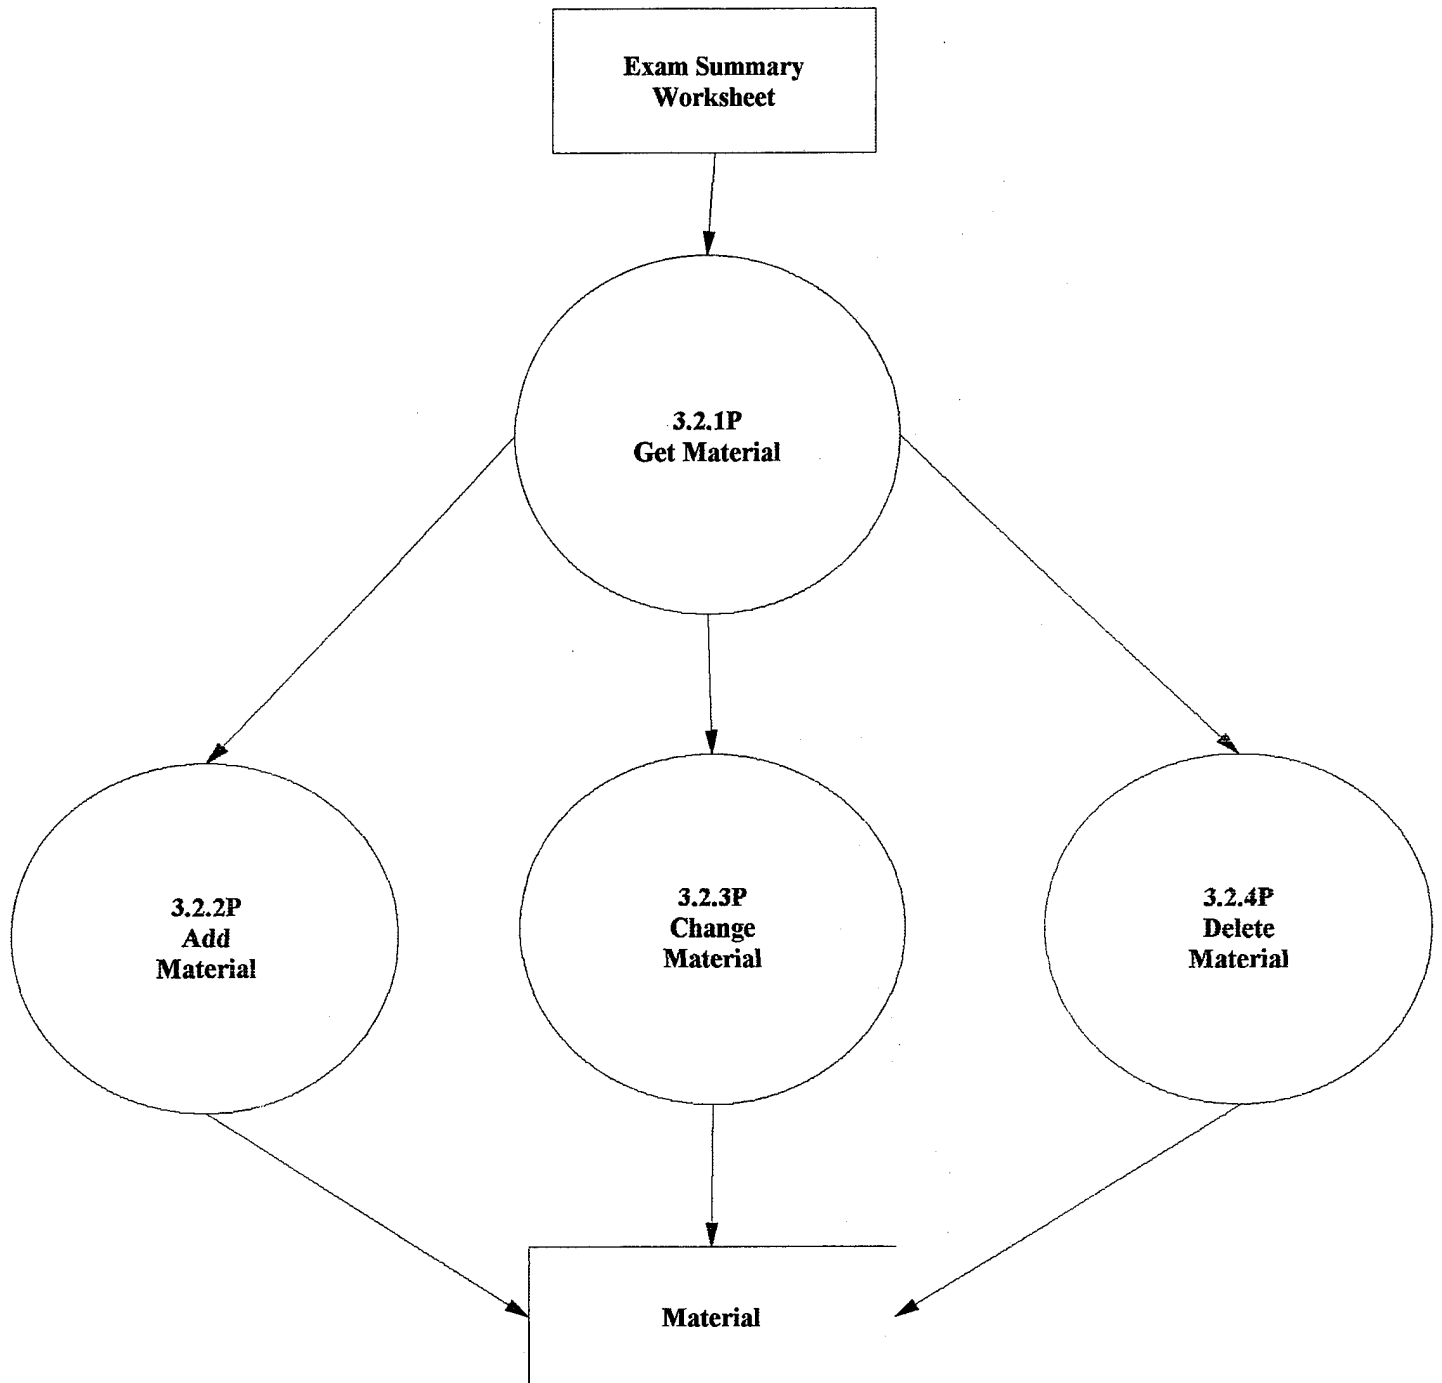 Exam Summary
Worksheet
3.2.1P
Get Material
3.2.2P
Add
Material
3.2.3P
Change
Material
3.2.4P
Delete
Material
Material